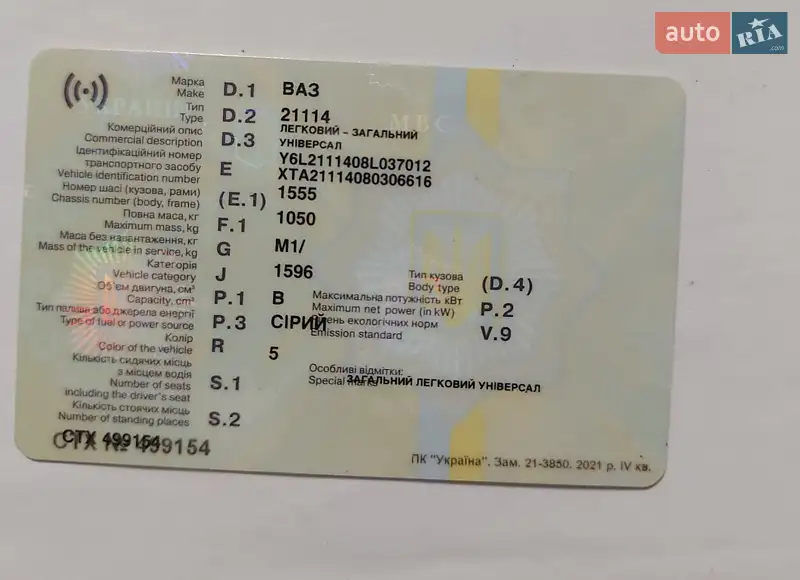 auto RIA .com
Марка
Make D.1 ВАЗ
Тип
Type D.2 21114
Комерційний опис
Commercial description D.3 ЛЕГКОВИЙ – ЗАГАЛЬНИЙ
УНІВЕРСАЛ
Ідентифікаційний номер
транспортного засобу
Vehicle identification number E Y6L2111408L037012
Номер шасі (кузова, рами)
Chassis number (body, frame) (E.1) XTA21114080306616
Повна маса, кг
Maximum mass, kg F.1 1555
Маса без навантаження, кг
Mass of the vehicle in service, kg G 1050
Категорія
Vehicle category J M1/
Об'єм двигуна, см³
Capacity, cm³ P.1 1596
Тип палива або джерела енергії
Type of fuel or power source P.3 B
Колір
Color of the vehicle R СІРИЙ
Кількість сидячих місць
з місцем водія
Number of seats
including the driver's seat S.1 5
Кількість стоячих місць
Number of standing places S.2
Тип кузова
Body type (D.4)
Максимальна потужність кВт
Maximum net power (in kW) P.2
екологічних норм
Emission standard V.9
Особливі відмітки:
Special
ЗАГАЛЬНИЙ ЛЕГКОВИЙ УНІВЕРСАЛ
МВС
СТХ 499154
СТХ № 499154
ПК "Україна". Зам. 21-3850. 2021 р. IV кв.